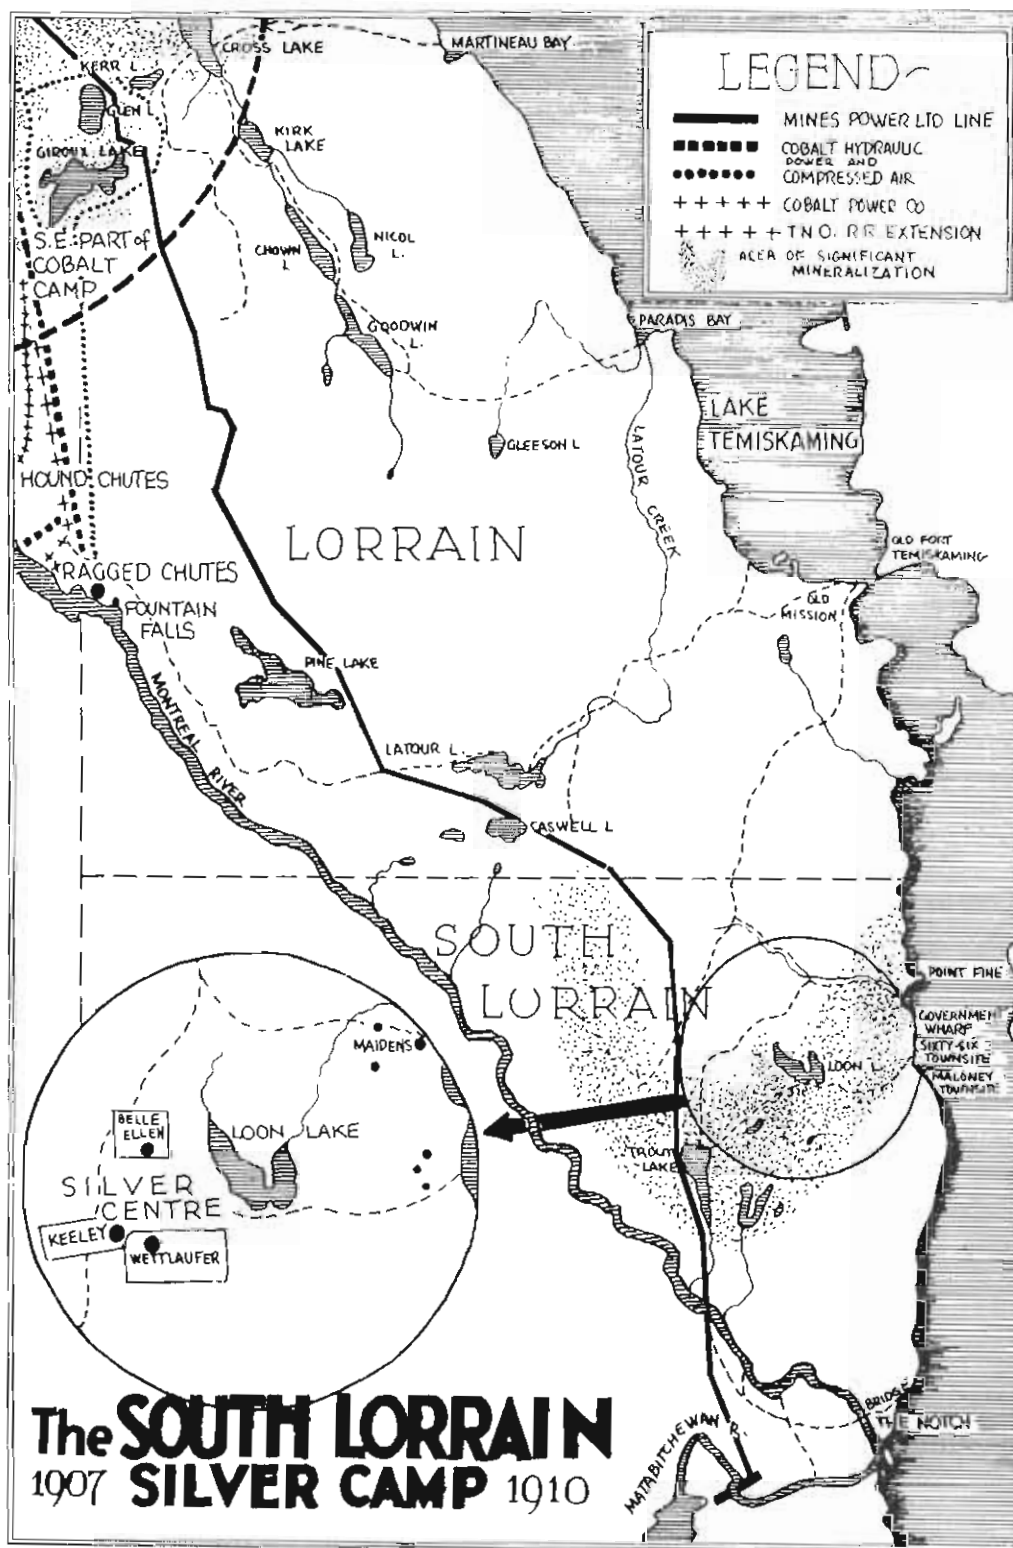 CROSS LAKE
MARTINEAU BAY
KERR L
GLEN L
GIROUX LAKE
KIRK
LAKE
NICOL
L.
CHOWN
L
S.E. PART of
COBALT
CAMP
GOODWIN
L.
LEGEND
MINES POWER LTD LINE
COBALT HYDRAULIC
POWER AND
COMPRESSED AIR
COBALT POWER CO
T.N.O. R.R. EXTENSION
AREA OF SIGNIFICANT
MINERALIZATION
PARADIS BAY
LAKE
TEMISKAMING
GLEESON L
LATOUR CREEK
HOUND CHUTES
LORRAIN
OLD FORT
TEMISKAMING
RAGGED CHUTES
FOUNTAIN
FALLS
OLD
MISSION
PINE LAKE
MONTREAL
RIVER
LATOUR L.
CASWELL L
SOUTH
LORRAIN
POINT PINE
GOVERNMEN
WHARF
SIXTY-SIX
TOWNSITE
MALONEY
TOWNSITE
LOON L
TROUT
LAKE
MAIDENS
BELLE
ELLEN
LOON LAKE
SILVER
CENTRE
KEELEY
WETTLAUFER
BRIDGE
THE NOTCH
MATABITCHEWAN R.
The SOUTH LORRAIN
1907 SILVER CAMP 1910